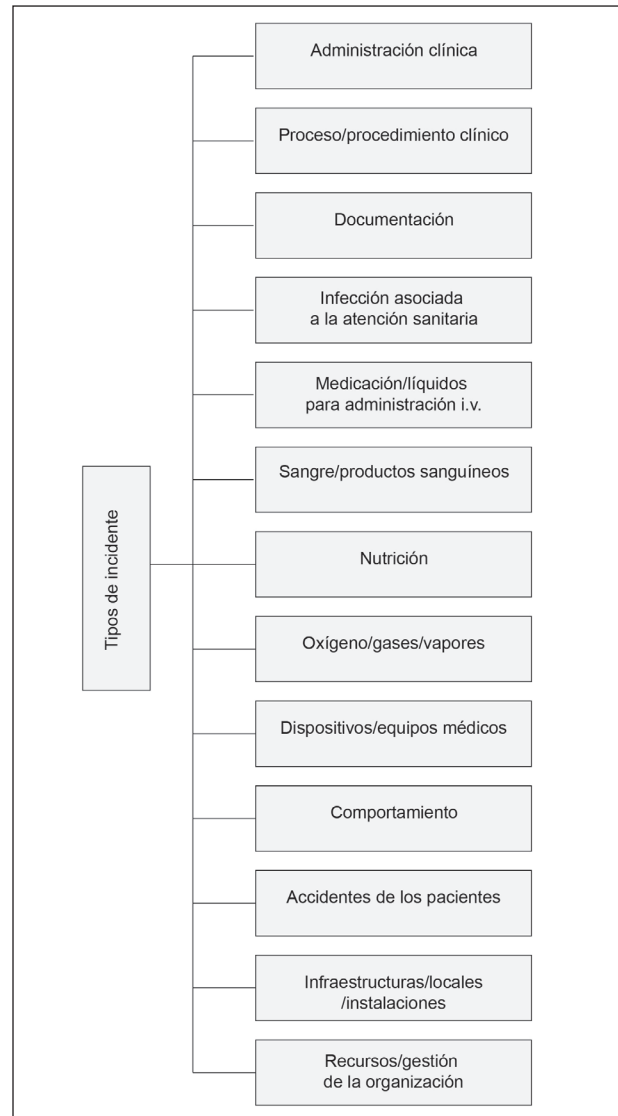 Tipos de incidente
Administración clínica
Proceso/procedimiento clínico
Documentación
Infección asociada
a la atención sanitaria
Medicación/líquidos
para administración i.v.
Sangre/productos sanguíneos
Nutrición
Oxígeno/gases/vapores
Dispositivos/equipos médicos
Comportamiento
Accidentes de los pacientes
Infraestructuras/locales
/instalaciones
Recursos/gestión
de la organización